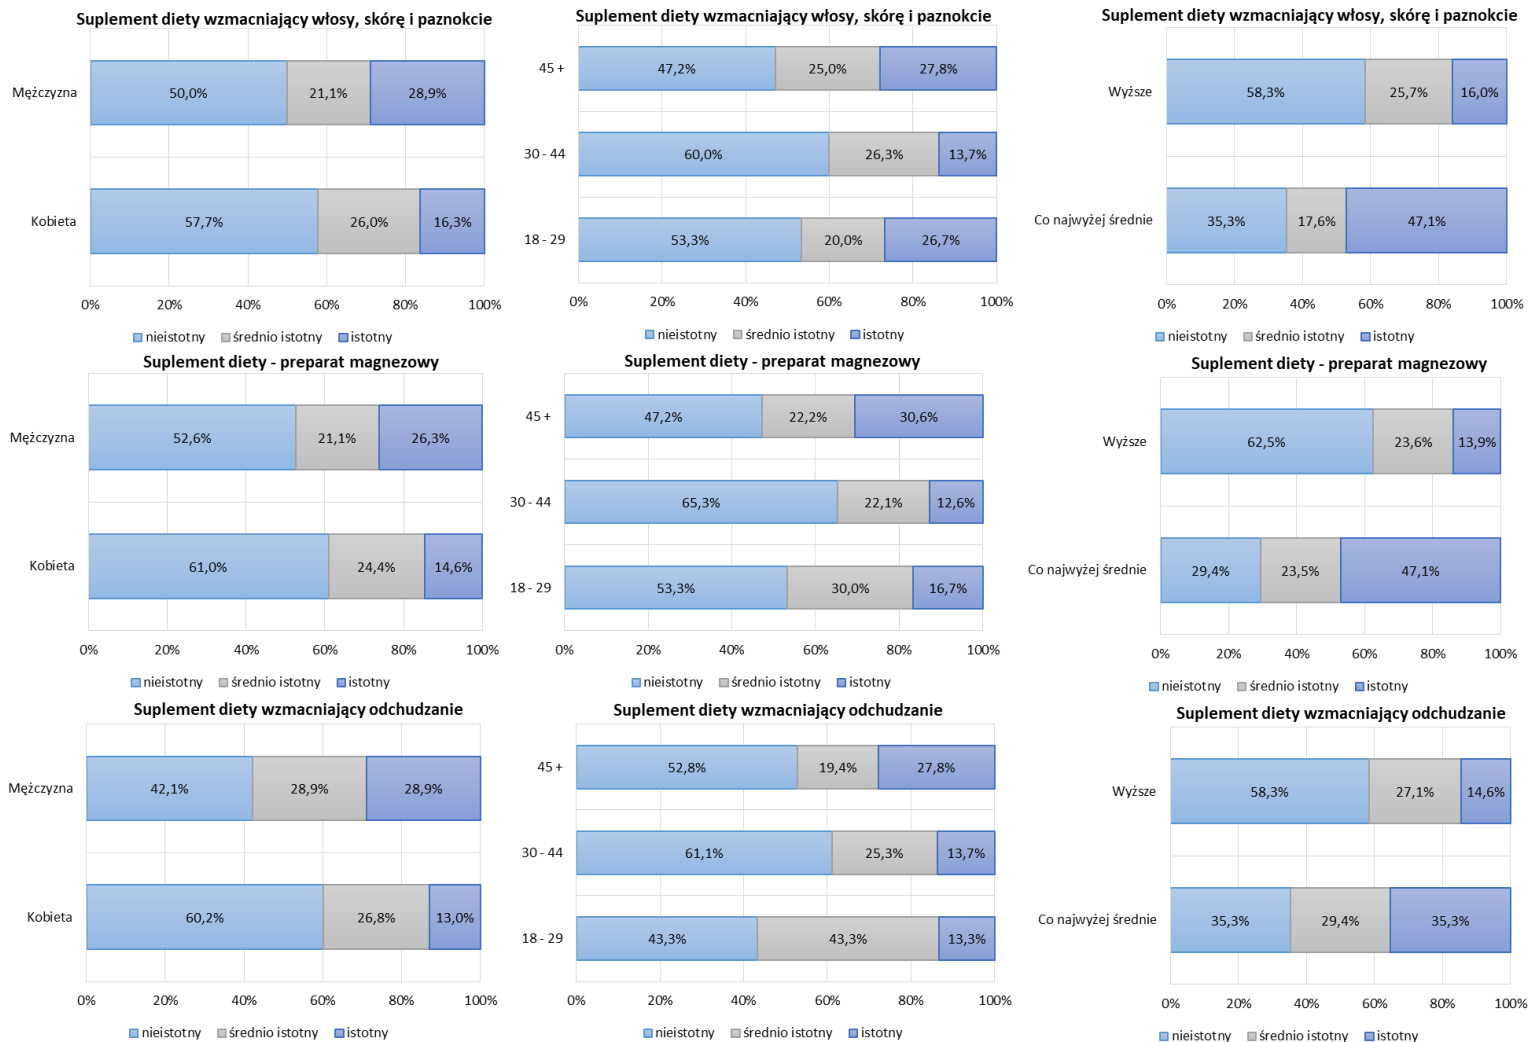 Suplement diety wzmacniający włosy, skórę i paznokcie
Mężczyzna
50,0% 21,1% 28,9%
Kobieta
57,7% 26,0% 16,3%
0% 20% 40% 60% 80% 100%
nieistotny średnio istotny istotny
Suplement diety wzmacniający włosy, skórę i paznokcie
45 +
47,2% 25,0% 27,8%
30 - 44
60,0% 26,3% 13,7%
18 - 29
53,3% 20,0% 26,7%
0% 20% 40% 60% 80% 100%
nieistotny średnio istotny istotny
Suplement diety wzmacniający włosy, skórę i paznokcie
Wyższe
58,3% 25,7% 16,0%
Co najwyżej średnie
35,3% 17,6% 47,1%
0% 20% 40% 60% 80% 100%
nieistotny średnio istotny istotny
Suplement diety - preparat magnezowy
Mężczyzna
52,6% 21,1% 26,3%
Kobieta
61,0% 24,4% 14,6%
0% 20% 40% 60% 80% 100%
nieistotny średnio istotny istotny
Suplement diety - preparat magnezowy
45 +
47,2% 22,2% 30,6%
30 - 44
65,3% 22,1% 12,6%
18 - 29
53,3% 30,0% 16,7%
0% 20% 40% 60% 80% 100%
nieistotny średnio istotny istotny
Suplement diety - preparat magnezowy
Wyższe
62,5% 23,6% 13,9%
Co najwyżej średnie
29,4% 23,5% 47,1%
0% 20% 40% 60% 80% 100%
nieistotny średnio istotny istotny
Suplement diety wzmacniający odchudzanie
Mężczyzna
42,1% 28,9% 28,9%
Kobieta
60,2% 26,8% 13,0%
0% 20% 40% 60% 80% 100%
nieistotny średnio istotny istotny
Suplement diety wzmacniający odchudzanie
45 +
52,8% 19,4% 27,8%
30 - 44
61,1% 25,3% 13,7%
18 - 29
43,3% 43,3% 13,3%
0% 20% 40% 60% 80% 100%
nieistotny średnio istotny istotny
Suplement diety wzmacniający odchudzanie
Wyższe
58,3% 27,1% 14,6%
Co najwyżej średnie
35,3% 29,4% 35,3%
0% 20% 40% 60% 80% 100%
nieistotny średnio istotny istotny